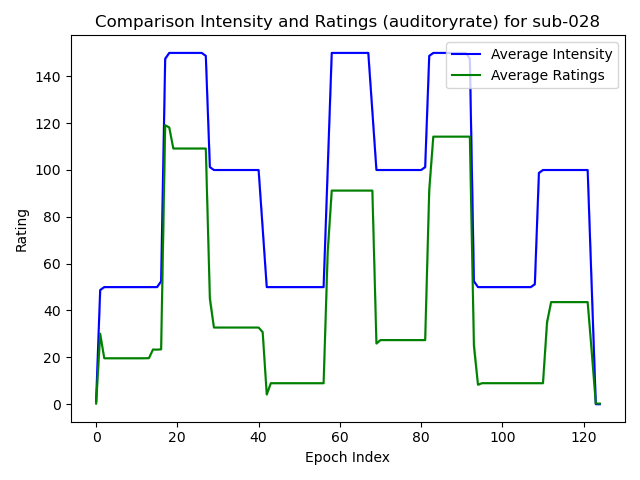 Comparison Intensity and Ratings (auditoryrate) for sub-028
Average Intensity
Average Ratings
140
120
100
80
60
40
20
0
Rating
0 20 40 60 80 100 120
Epoch Index